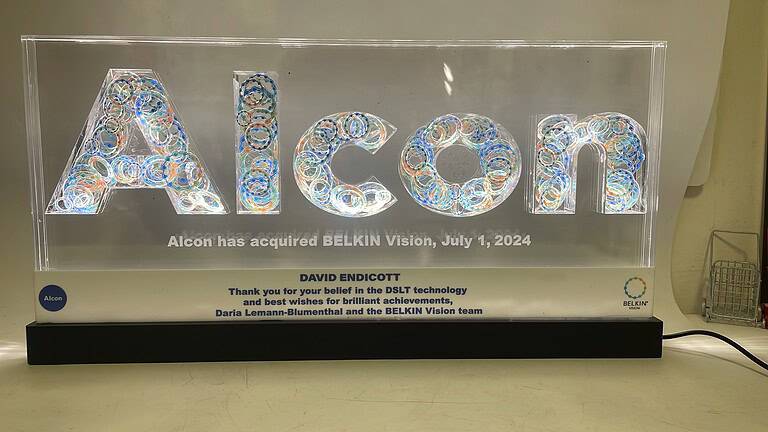 Alcon
Alcon has acquired BELKIN Vision, July 1, 2024
DAVID ENDICOTT
Thank you for your belief in the DSLT technology
and best wishes for brilliant achievements,
Daria Lemann-Blumenthal and the BELKIN Vision team
Alcon
BELKIN
VISION